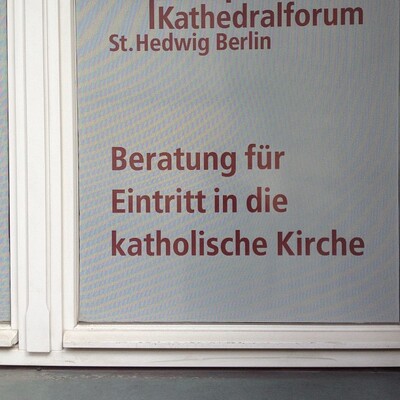 Kathedralforum
St. Hedwig Berlin
Beratung für
Eintritt in die
katholische Kirche